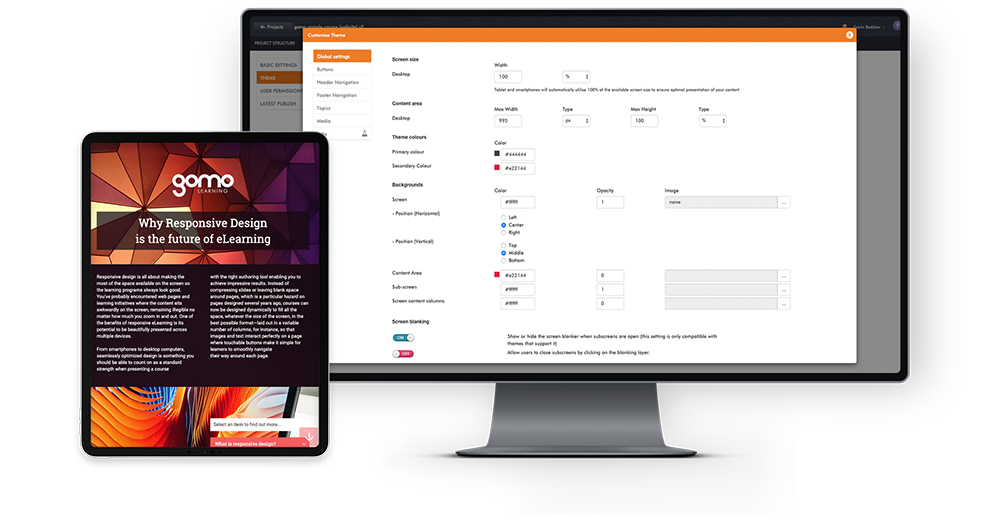 Projects
gomo sample course (website) v2
Gavin Beddow
PROJECT STRUCTURE
BASIC SETTINGS
THEME
USER PERMISSIONS
LATEST PUBLISH
Customise Theme
Global settings
Buttons
Header Navigation
Footer Navigation
Topics
Media
Screen size
Width
Desktop
100
%
Tablet and smartphones will automatically utilise 100% of the available screen size to ensure optimal presentation of your content
Content area
Max Width
Type
Max Height
Type
Desktop
995
px
100
%
Theme colours
Color
Primary colour
#444444
Secondary Colour
#e22144
Backgrounds
Color
Opacity
Image
Screen
#ffffff
1
none
...
- Position (Horizontal)
Left
Center
Right
- Position (Vertical)
Top
Middle
Bottom
Content Area
#e22144
0
...
Sub-screen
#ffffff
1
...
Screen content columns
#ffffff
0
...
Screen blanking
ON
Show or hide the screen blanker when subscreens are open (this setting is only compatible with
themes that support it)
OFF
Allow users to close subscreens by clicking on the blanking layer.
gomo
LEARNING
Why Responsive Design
is the future of eLearning
Responsive design is all about making the
most of the space available on the screen so
the learning programs always look good.
You've probably encountered web pages and
learning initiatives where the content sits
awkwardly on the screen, remaining illegible no
matter how much you zoom in and out. One of
the benefits of responsive eLearning is its
potential to be beautifully presented across
multiple devices.
From smartphones to desktop computers,
seamlessly optimized design is something you
should be able to count on as a standard
strength when presenting a course
with the right authoring tool enabling you to
achieve impressive results. Instead of
compressing slides or leaving blank space
around pages, which is a particular hazard on
pages designed several years ago, courses can
now be designed dynamically to fill all the
space, whatever the size of the screen, in the
best possible format–laid out in a variable
number of columns, for instance, so that
images and text interact perfectly on a page
where touchable buttons make it simple for
learners to smoothly navigate
their way around each page.
Select an item to find out more...
What is responsive design?